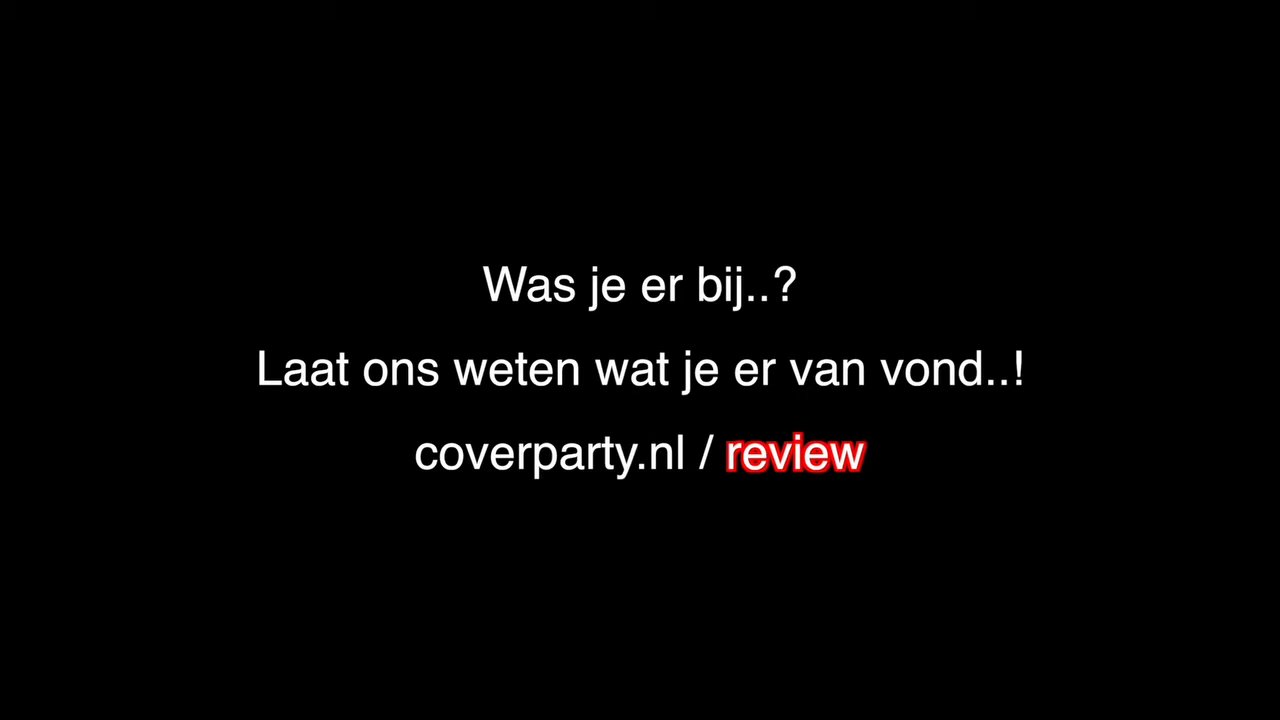 Was je er bij..?
Laat ons weten wat je er van vond..!
coverparty.nl / review